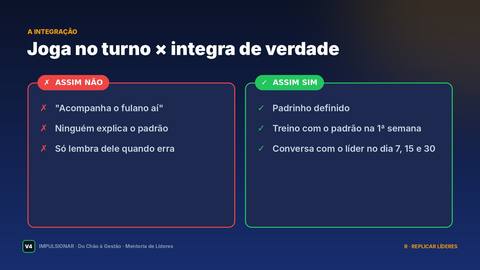 A INTEGRAÇÃO
Joga no turno × integra de verdade
✗ ASSIM NÃO
✗ "Acompanha o fulano aí"
✗ Ninguém explica o padrão
✗ Só lembra dele quando erra
✓ ASSIM SIM
✓ Padrinho definido
✓ Treino com o padrão na 1ª semana
✓ Conversa com o líder no dia 7, 15 e 30
V4 IMPULSIONAR · Do Chão à Gestão · Mentoria de Líderes
R · REPLICAR LÍDERES